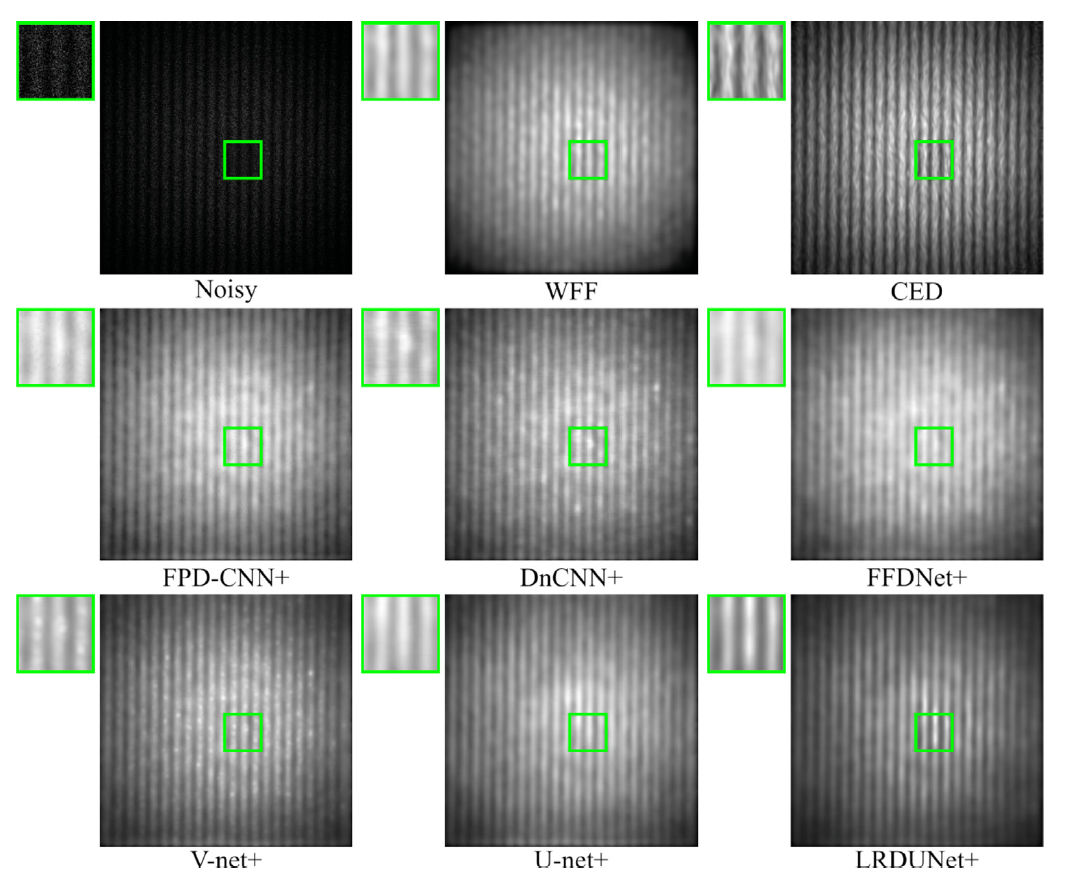 Noisy
WFF
CED
FPD-CNN+
DnCNN+
FFDNet+
V-net+
U-net+
LRDUNet+